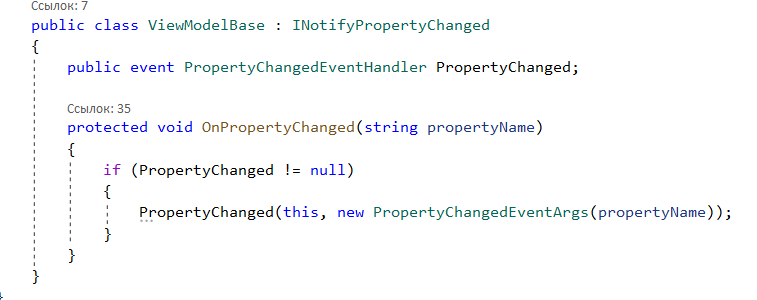 Ссылок: 7
public class ViewModelBase : INotifyPropertyChanged
{
public event PropertyChangedEventHandler PropertyChanged;
Ссылок: 35
protected void OnPropertyChanged(string propertyName)
{
if (PropertyChanged != null)
{
PropertyChanged(this, new PropertyChangedEventArgs(propertyName));
}
}
}